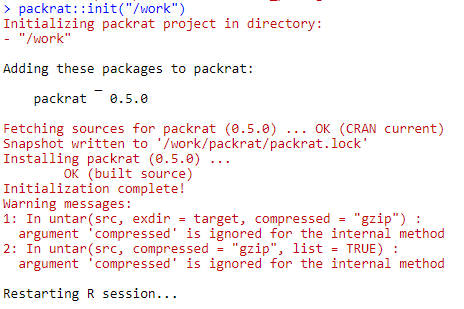 > packrat::init("/work")
Initializing packrat project in directory:
- "/work"
Adding these packages to packrat:
_
packrat   0.5.0
Fetching sources for packrat (0.5.0) ... OK (CRAN current)
Snapshot written to '/work/packrat/packrat.lock'
Installing packrat (0.5.0) ...
OK (built source)
Initialization complete!
Warning messages:
1: In untar(src, exdir = target, compressed = "gzip") :
argument 'compressed' is ignored for the internal method
2: In untar(src, compressed = "gzip", list = TRUE) :
argument 'compressed' is ignored for the internal method
Restarting R session...